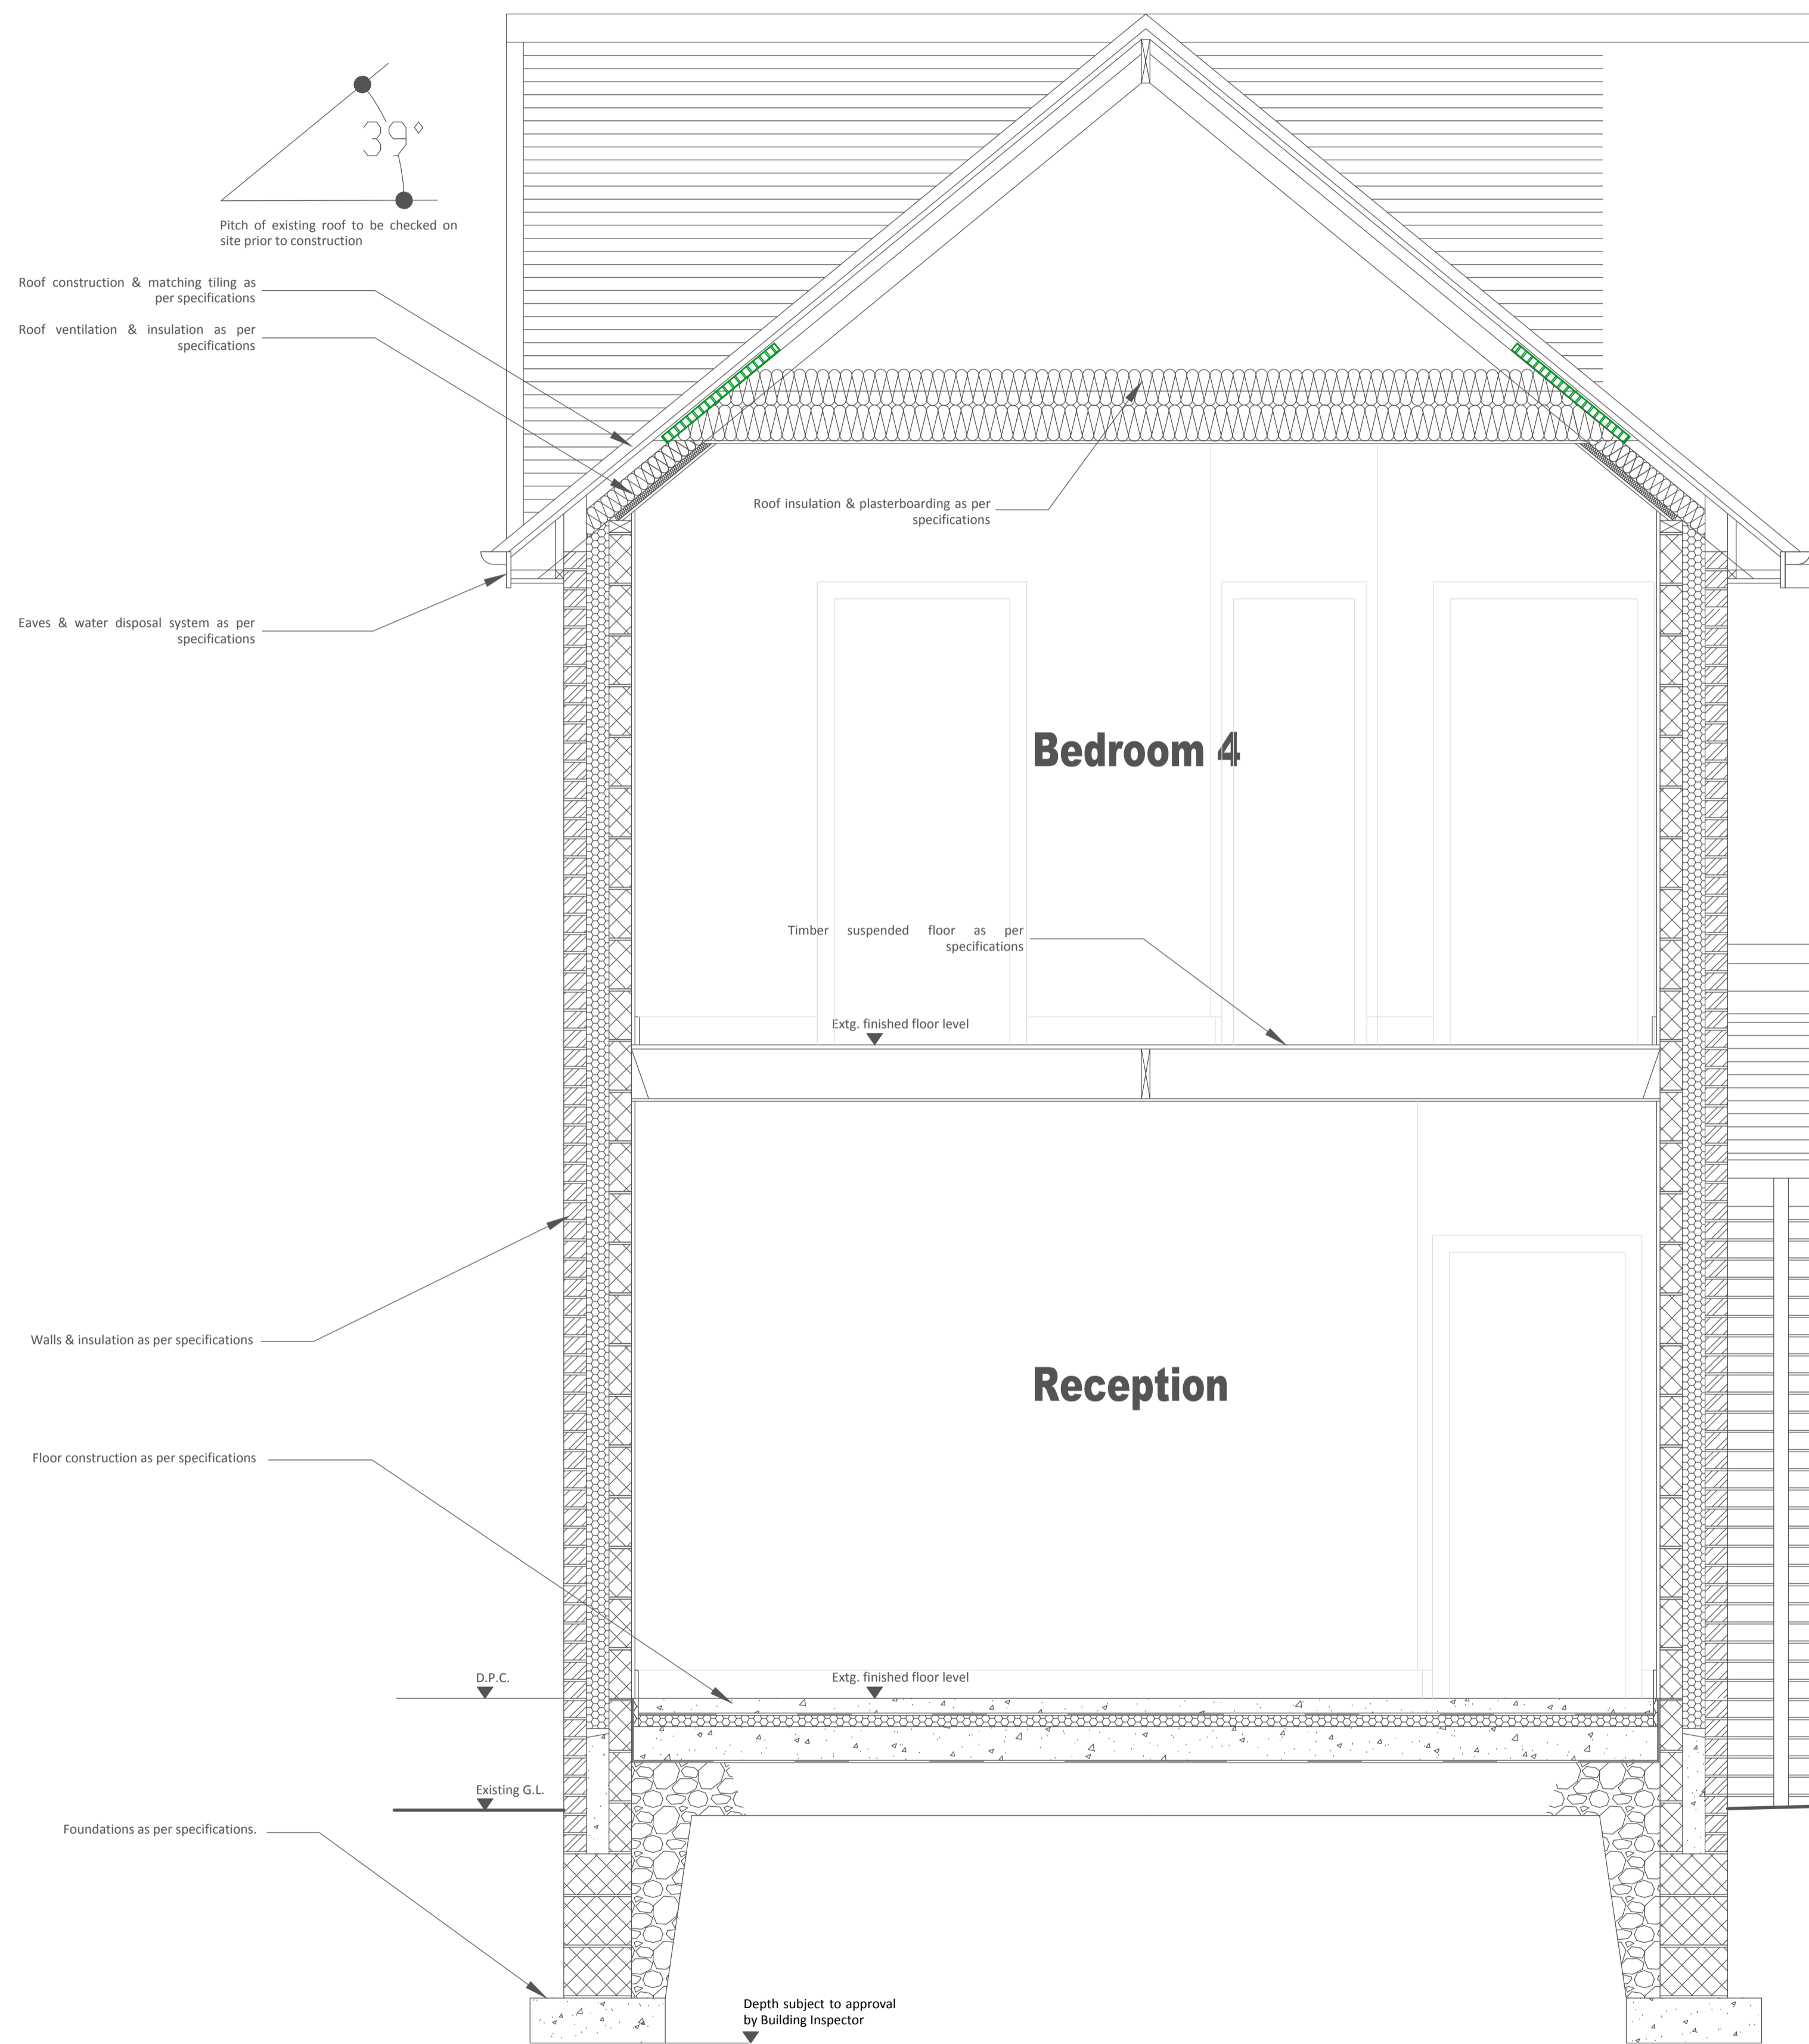 39°
Pitch of existing roof to be checked on
site prior to construction
Roof construction & matching tiling as
per specifications
Roof ventilation & insulation as per
specifications
Roof insulation & plasterboarding as per
specifications
Eaves & water disposal system as per
specifications
Bedroom 4
Timber suspended floor as per
specifications
Extg. finished floor level
Walls & insulation as per specifications
Reception
Floor construction as per specifications
D.P.C.
Extg. finished floor level
Existing G.L.
Foundations as per specifications.
Depth subject to approval
by Building Inspector